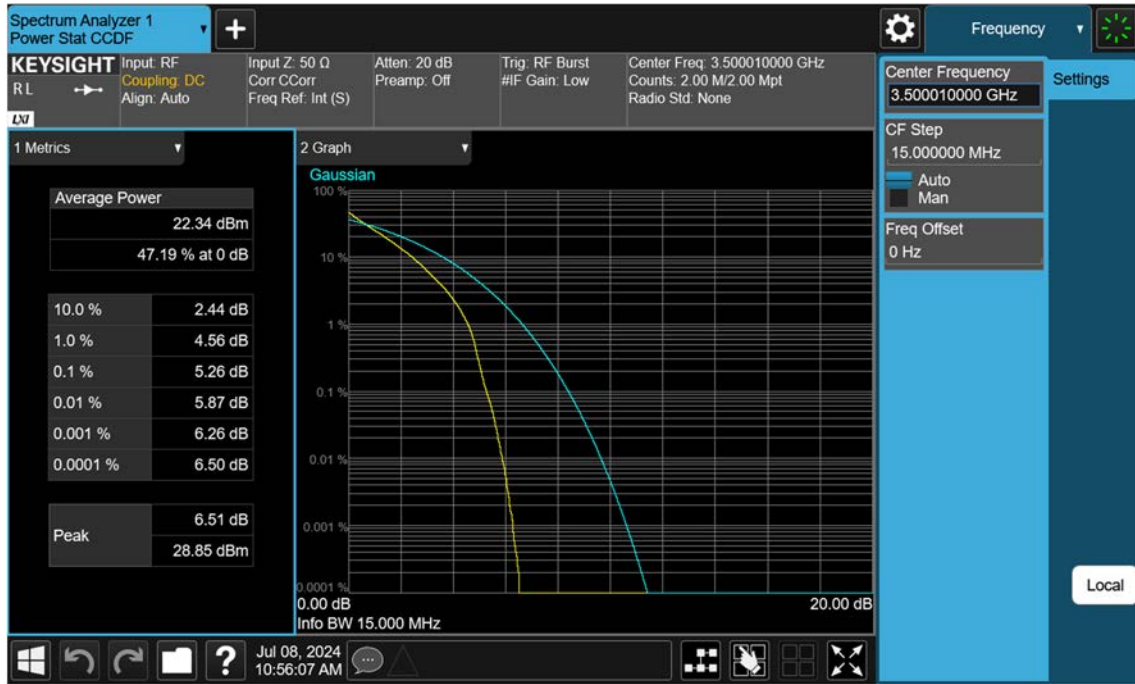 Spectrum Analyzer 1
Power Stat CCDF
Frequency
KEYSIGHT
RL
LXI
Input: RF
Coupling: DC
Align: Auto
Input Z: 50 Ω
Corr CCorr
Freq Ref: Int (S)
Atten: 20 dB
Preamp: Off
Trig: RF Burst
#IF Gain: Low
Center Freq: 3.500010000 GHz
Counts: 2.00 M/2.00 Mpt
Radio Std: None
Center Frequency
3.500010000 GHz
Settings
CF Step
15.000000 MHz
Auto
Man
Freq Offset
0 Hz
1 Metrics
Average Power
22.34 dBm
47.19 % at 0 dB
10.0 % 2.44 dB
1.0 % 4.56 dB
0.1 % 5.26 dB
0.01 % 5.87 dB
0.001 % 6.26 dB
0.0001 % 6.50 dB
Peak
6.51 dB
28.85 dBm
2 Graph
Gaussian
100 %
10 %
1 %
0.1 %
0.01 %
0.001 %
0.0001 %
0.00 dB 20.00 dB
Info BW 15.000 MHz
Local
?
Jul 08, 2024
10:56:07 AM